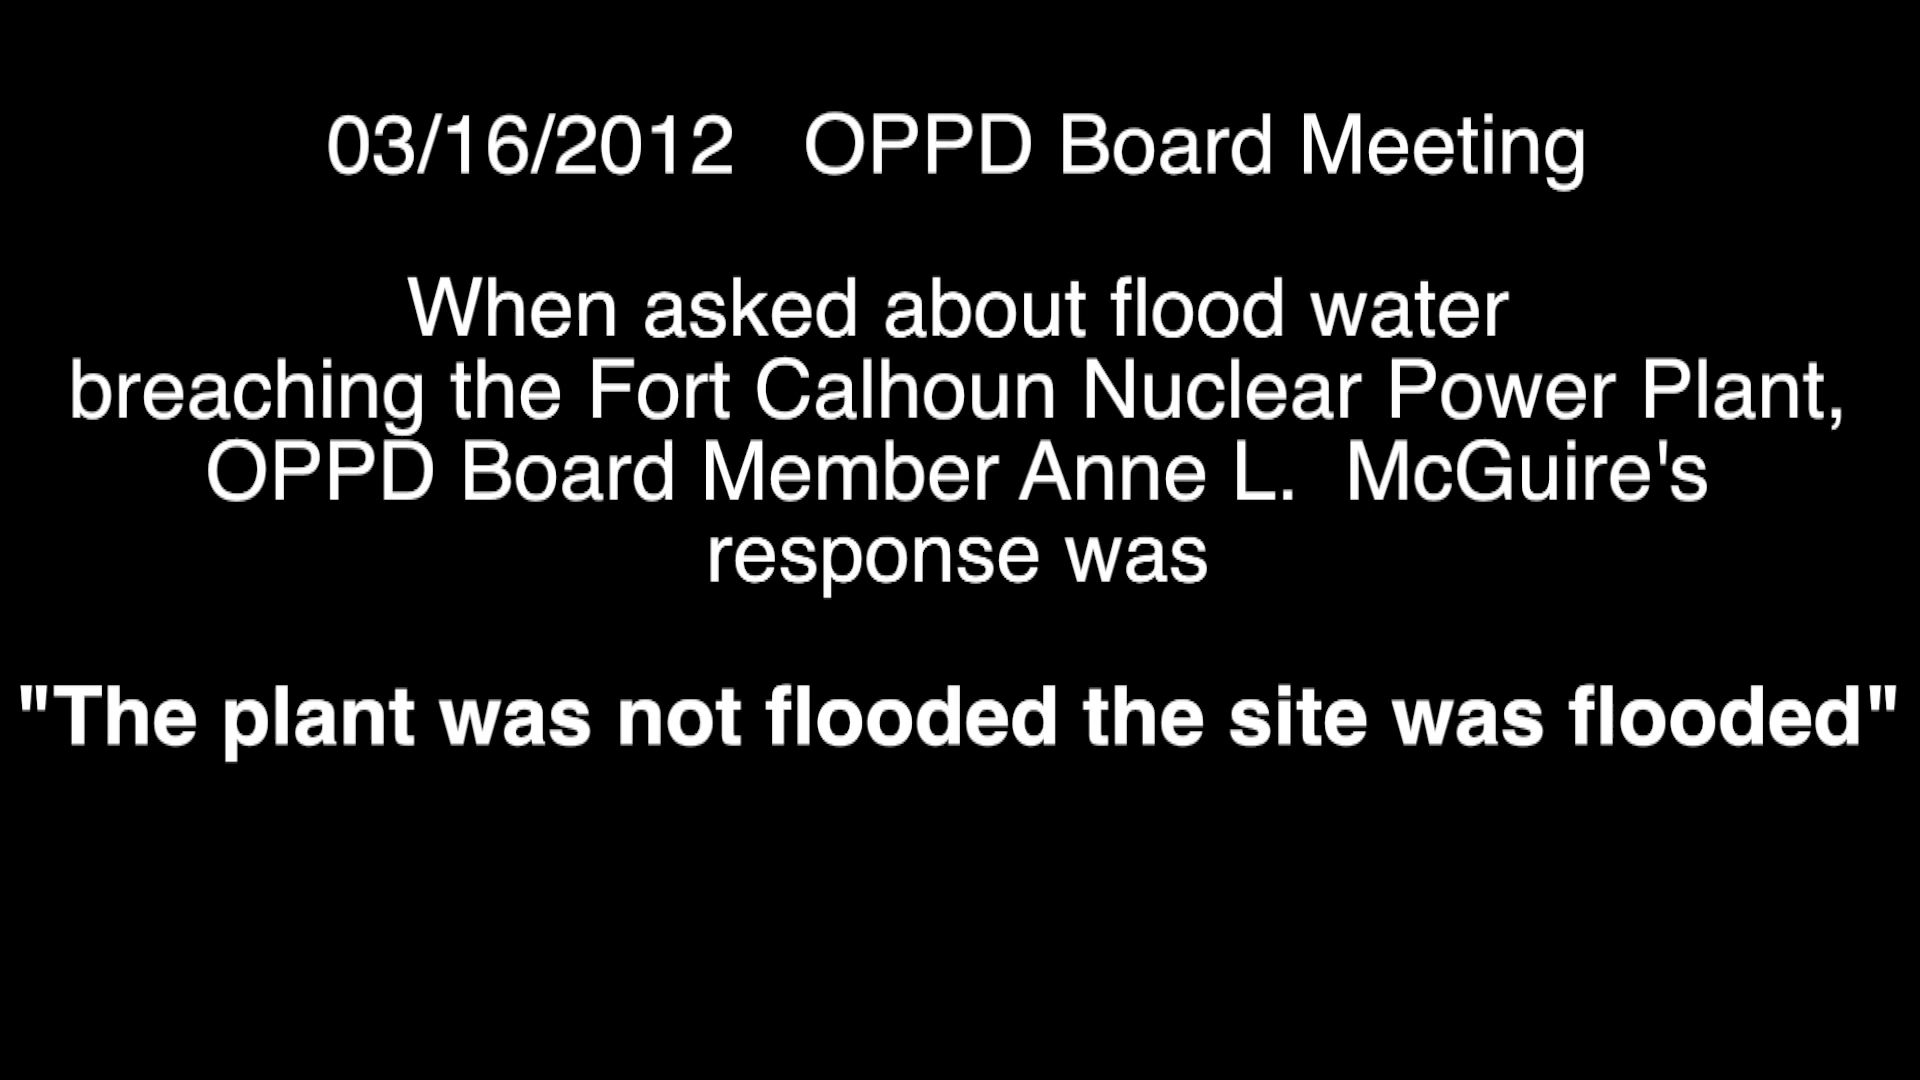 03/16/2012   OPPD Board Meeting
When asked about flood water
breaching the Fort Calhoun Nuclear Power Plant,
OPPD Board Member Anne L.  McGuire's
response was
"The plant was not flooded the site was flooded"